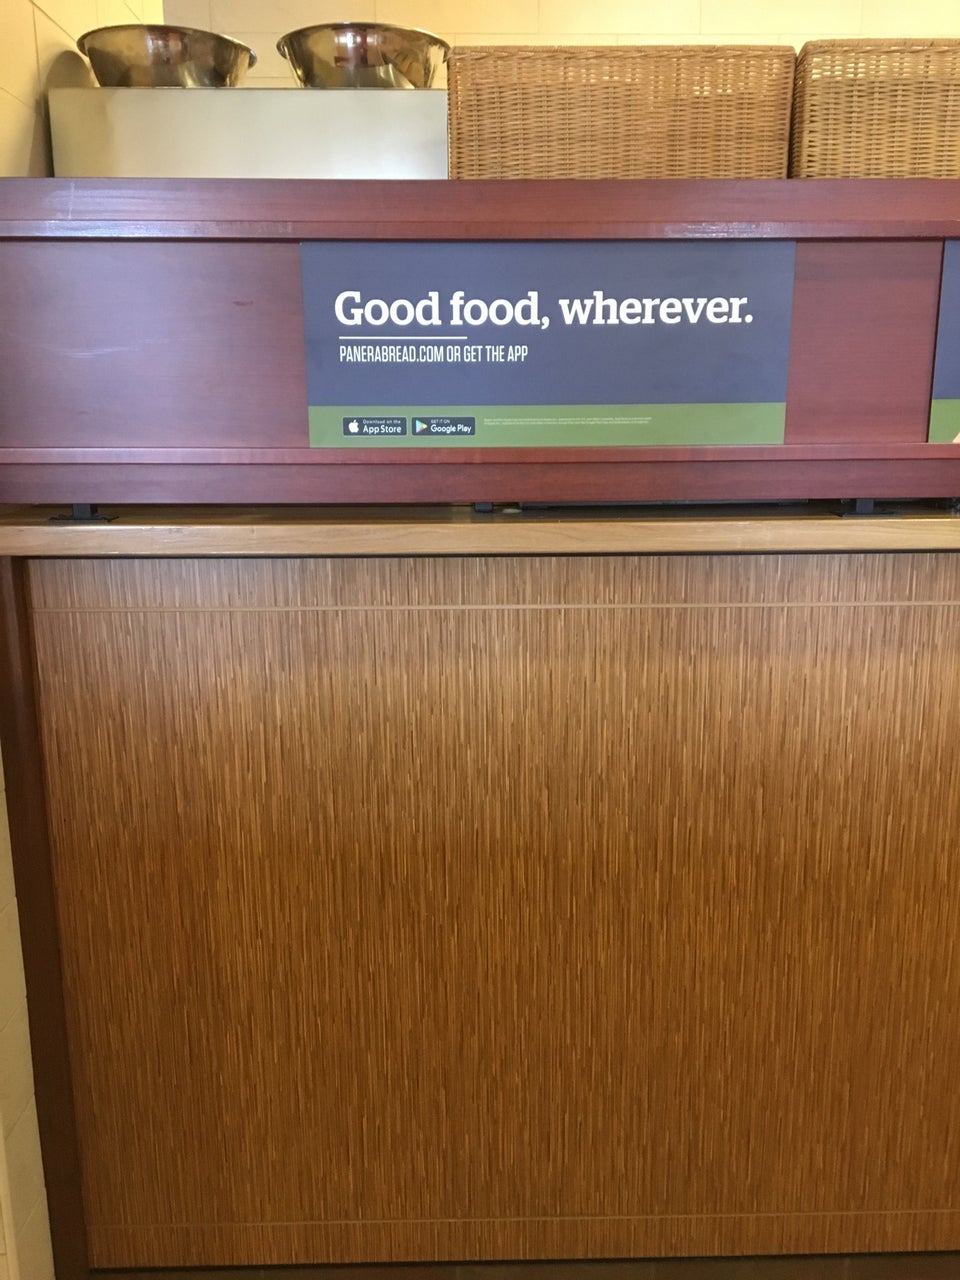 Good food, wherever.
PANERABREAD.COM OR GET THE APP
Download on the
App Store
GET IT ON
Google Play